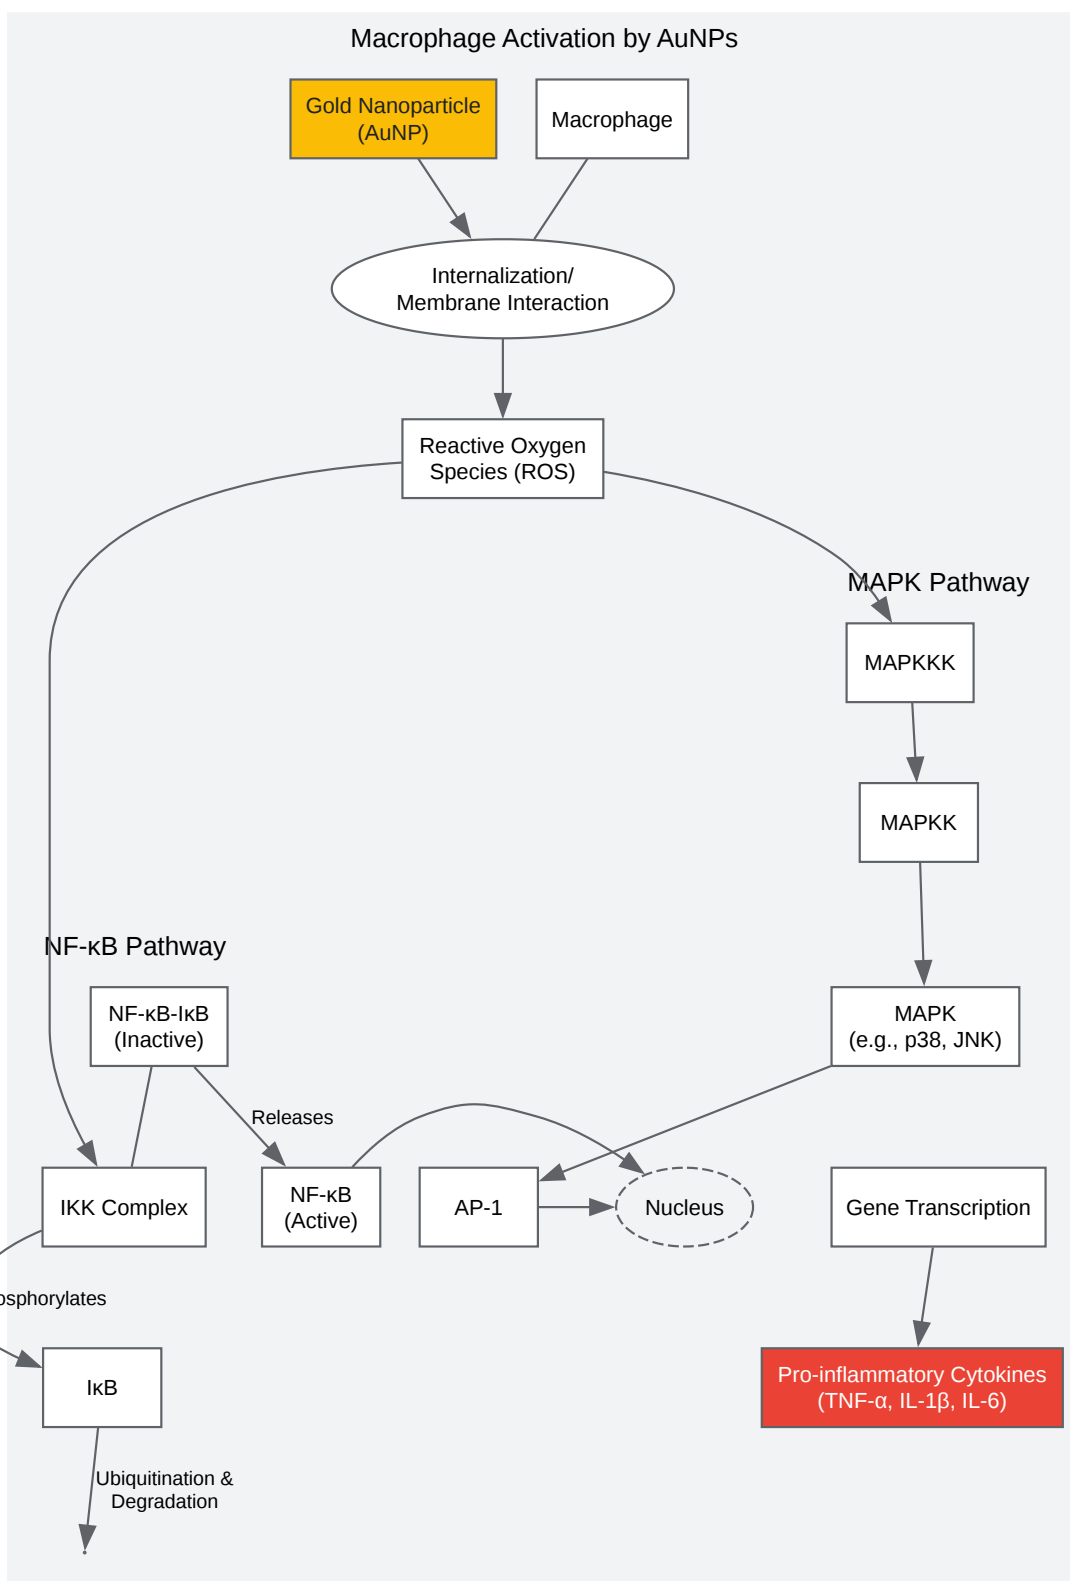 Macrophage Activation by AuNPs
Gold Nanoparticle
(AuNP)
Macrophage
Internalization/
Membrane Interaction
Reactive Oxygen
Species (ROS)
MAPK Pathway
MAPKKK
MAPKK
NF-κB Pathway
NF-κB-IκB
(Inactive)
MAPK
(e.g., p38, JNK)
Releases
IKK Complex
NF-κB
(Active)
AP-1
Nucleus
Gene Transcription
osphorylates
IκB
Pro-inflammatory Cytokines
(TNF-α, IL-1β, IL-6)
Ubiquitination &
Degradation